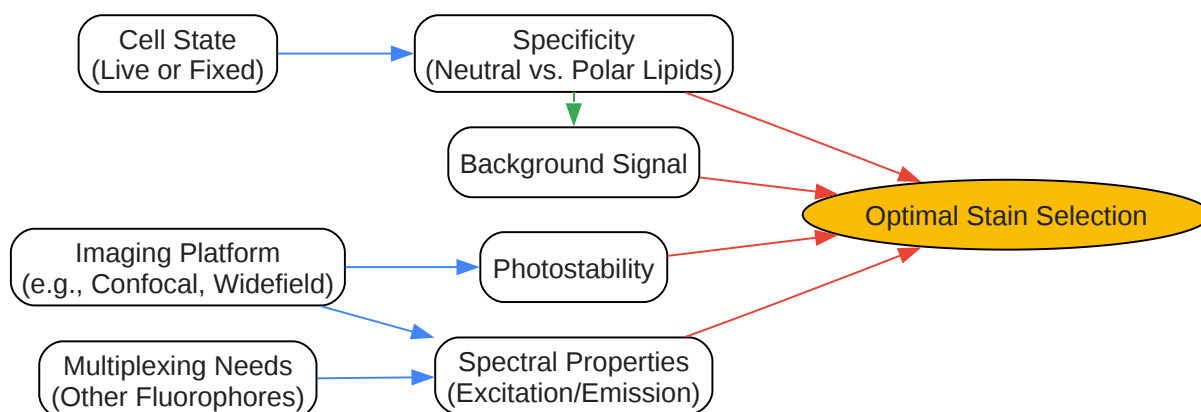 Cell State
(Live or Fixed)
Specificity
(Neutral vs. Polar Lipids)
Background Signal
Optimal Stain Selection
Imaging Platform
(e.g., Confocal, Widefield)
Photostability
Multiplexing Needs
(Other Fluorophores)
Spectral Properties
(Excitation/Emission)